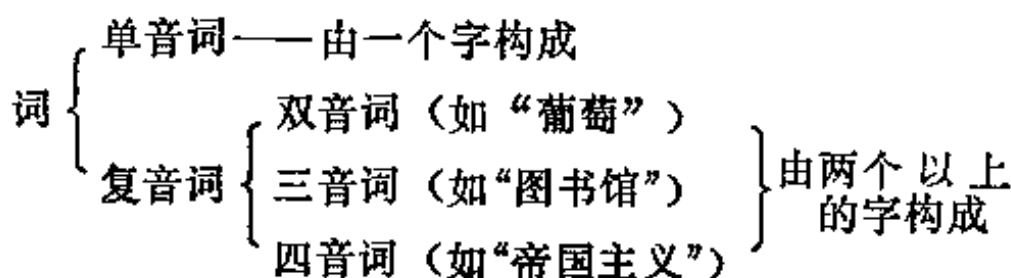 单音词——由一个字构成
词
双音词（如“葡萄”）
复音词
三音词（如“图书馆”）
由两个以上
的字构成
四音词（如“帝国主义”）